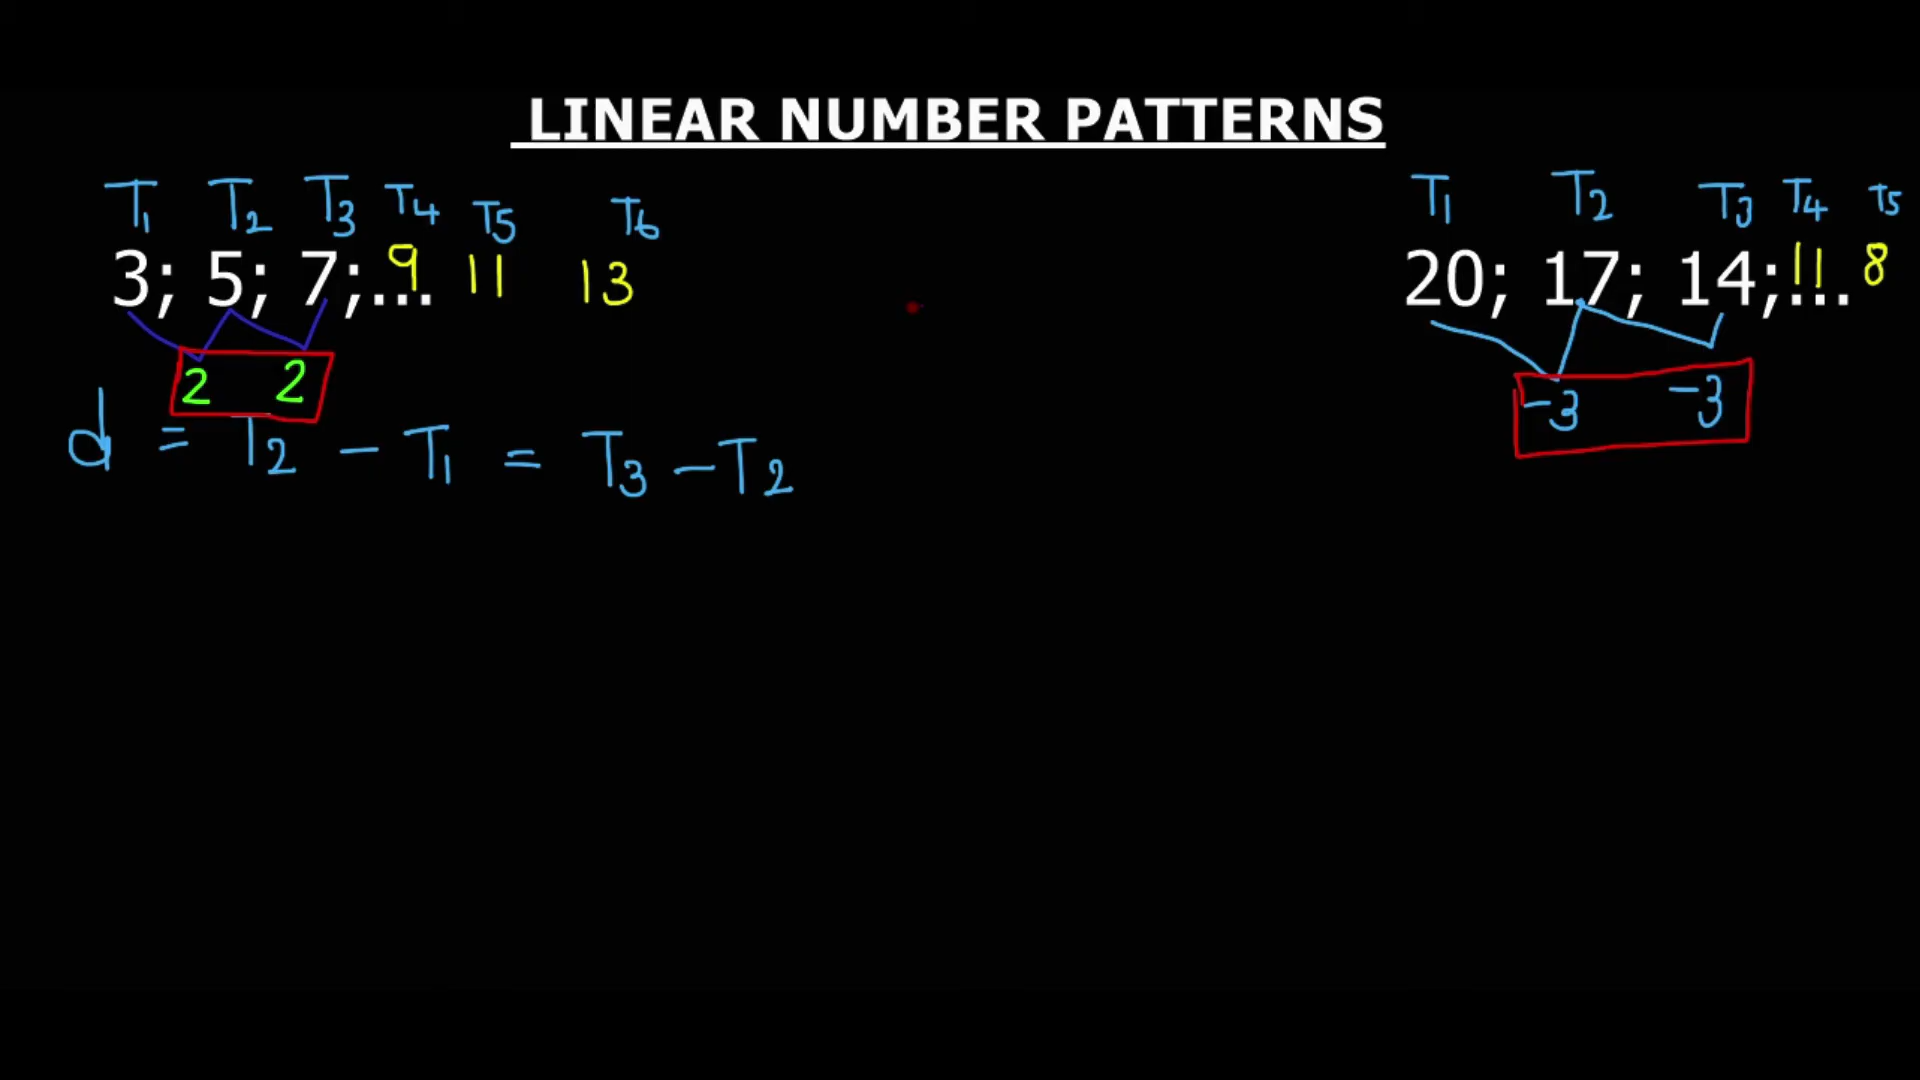 LINEAR NUMBER PATTERNS
T1 T2 T3 T4 T5 T6
3; 5; 7;... 9 11 13
2 2
d = T2 - T1 = T3 - T2
T1 T2 T3 T4 T5
20; 17; 14;... 11 8
-3 -3